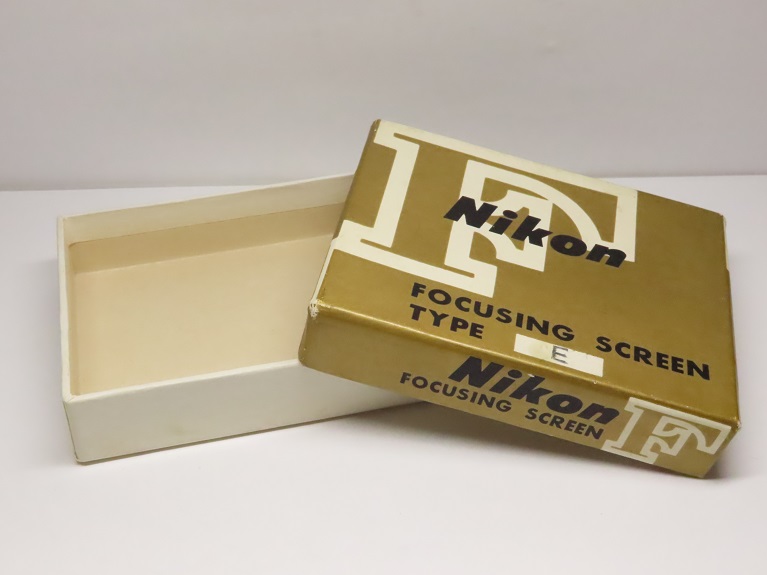 F
Nikon
FOCUSING SCREEN
TYPE E
Nikon
FOCUSING SCREEN
F